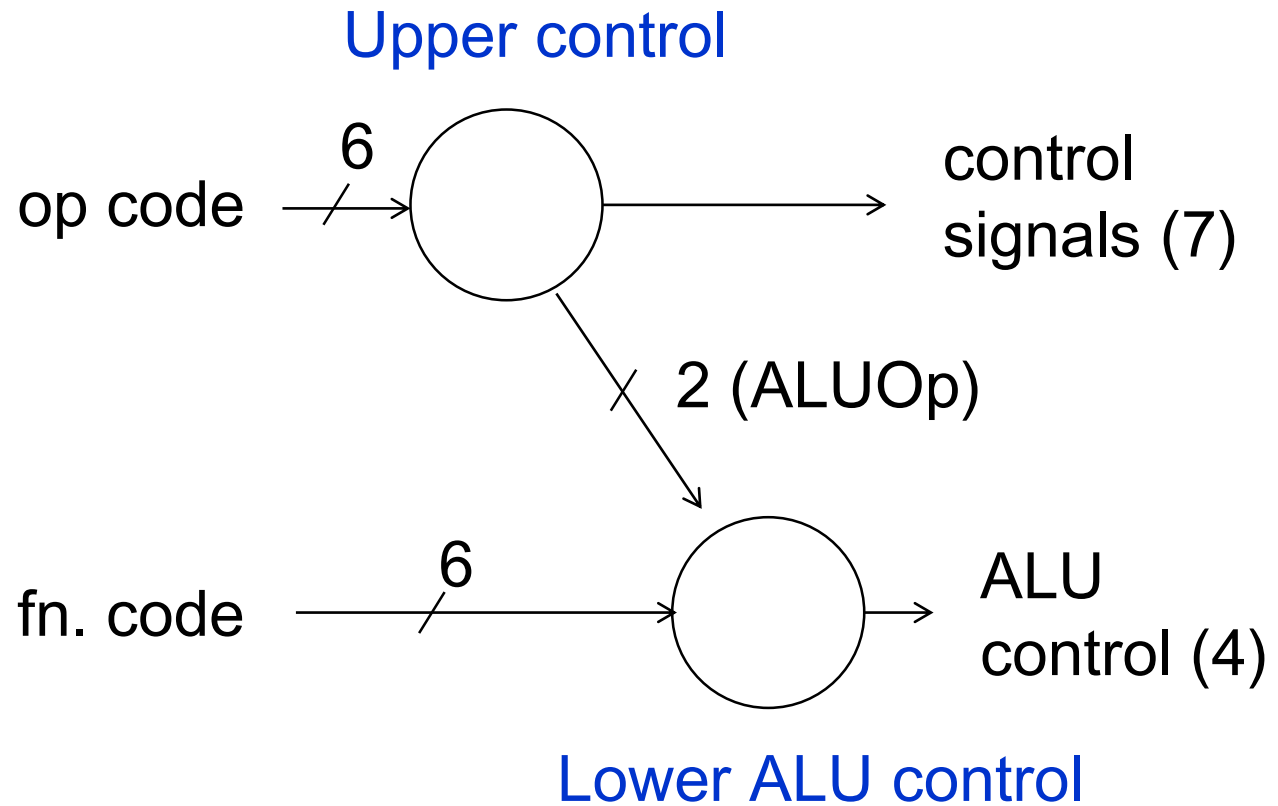 Upper control
6
op code
control
signals (7)
2 (ALUOp)
6
fn. code
ALU
control (4)
Lower ALU control